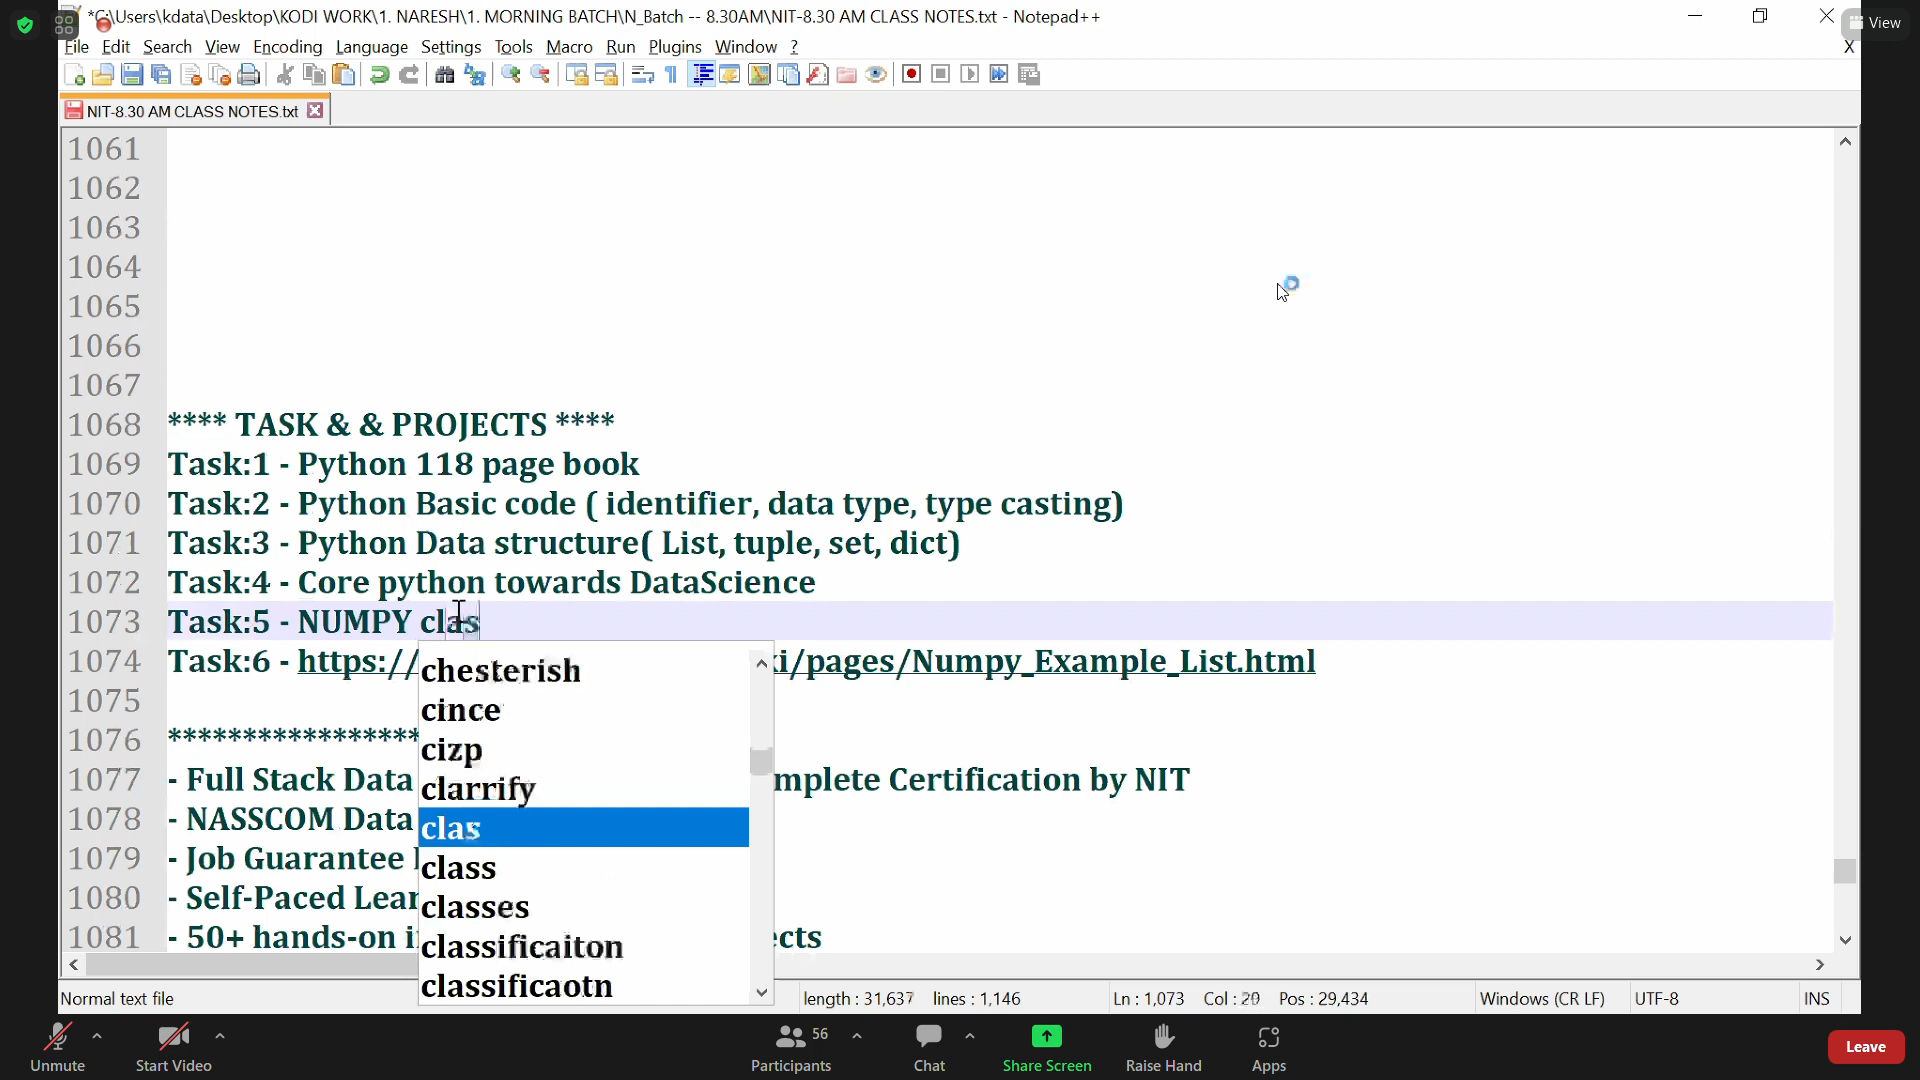 *C:\Users\kdata\Desktop\KODI WORK\1. NARESH\1. MORNING BATCH\N_Batch -- 8.30AM\NIT-8.30 AM CLASS NOTES.txt - Notepad++
View
File Edit Search View Encoding Language Settings Tools Macro Run Plugins Window ? X
NIT-8.30 AM CLASS NOTES.txt
1061
1062
1063
1064
1065
1066
1067
1068 **** TASK & & PROJECTS ****
1069 Task:1 - Python 118 page book
1070 Task:2 - Python Basic code ( identifier, data type, type casting)
1071 Task:3 - Python Data structure( List, tuple, set, dict)
1072 Task:4 - Core python towards DataScience
1073 Task:5 - NUMPY clas
1074 Task:6 - https:// /pages/Numpy_Example_List.html
1075
1076 *****************
1077 - Full Stack Data mplete Certification by NIT
1078 - NASSCOM Data
1079 - Job Guarantee
1080 - Self-Paced Lear
1081 - 50+ hands-on i cts
chesterish
cince
cizp
clarrify
clas
class
classes
classificaiton
classificaotn
Normal text file length : 31,637 lines : 1,146 Ln : 1,073 Col : Pos : 29,434 Windows (CR LF) UTF-8 INS
56
Unmute Start Video Participants Chat Share Screen Raise Hand Apps Leave